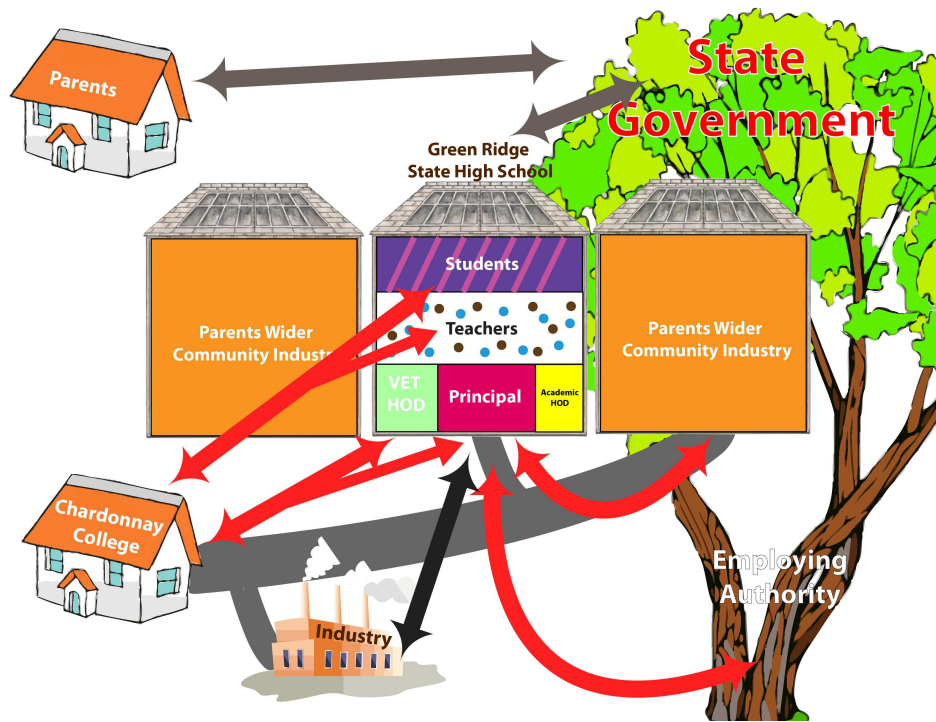 State
Government
Parents
Green Ridge
State High School
Students
Teachers
VET
HOD
Principal
Academic
HOD
Parents Wider
Community Industry
Parents Wider
Community Industry
Chardonnay
College
Industry
Employing
Authority